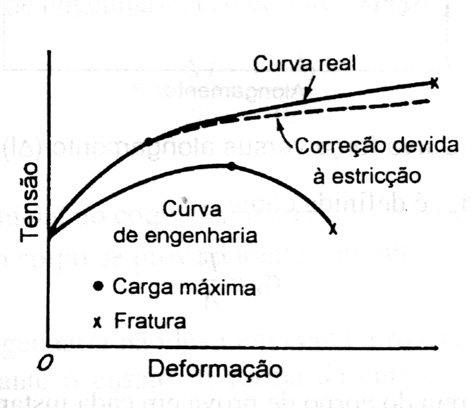 Curva real
Correção devida
à estricção
Tensão
Curva
de engenharia
• Carga máxima
x Fratura
O
Deformação